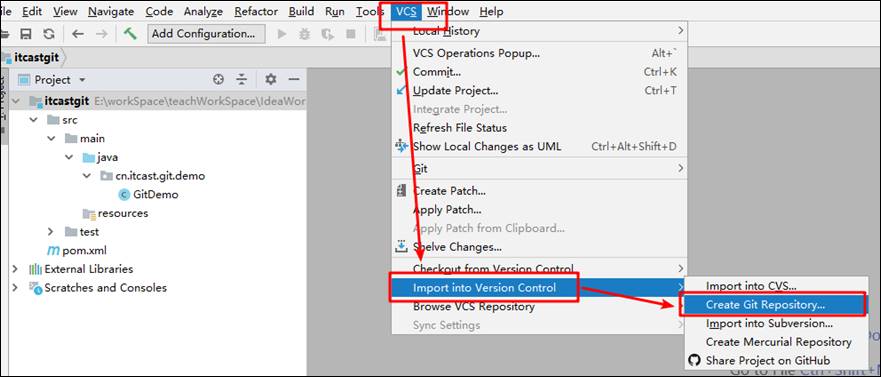 ile Edit View Navigate Code Analyze Refactor Build Run Tools VCS Window Help
Add Configuration...
itcastgit
Project
Project
itcastgit E:\workSpace\teachWorkSpace\IdeaWor
src
main
java
cn.itcast.git.demo
GitDemo
resources
test
pom.xml
External Libraries
Scratches and Consoles
Local History
VCS Operations Popup... Alt+`
Commit... Ctrl+K
Update Project... Ctrl+T
Integrate Project...
Refresh File Status
Show Local Changes as UML Ctrl+Alt+Shift+D
Git
Create Patch...
Apply Patch...
Apply Patch from Clipboard...
Shelve Changes...
Checkout from Version Control
Import into Version Control
Browse VCS Repository
Sync Settings
Import into CVS...
Create Git Repository...
Import into Subversion...
Create Mercurial Repository
Share Project on GitHub
Go to File Ctrl+Shift+N